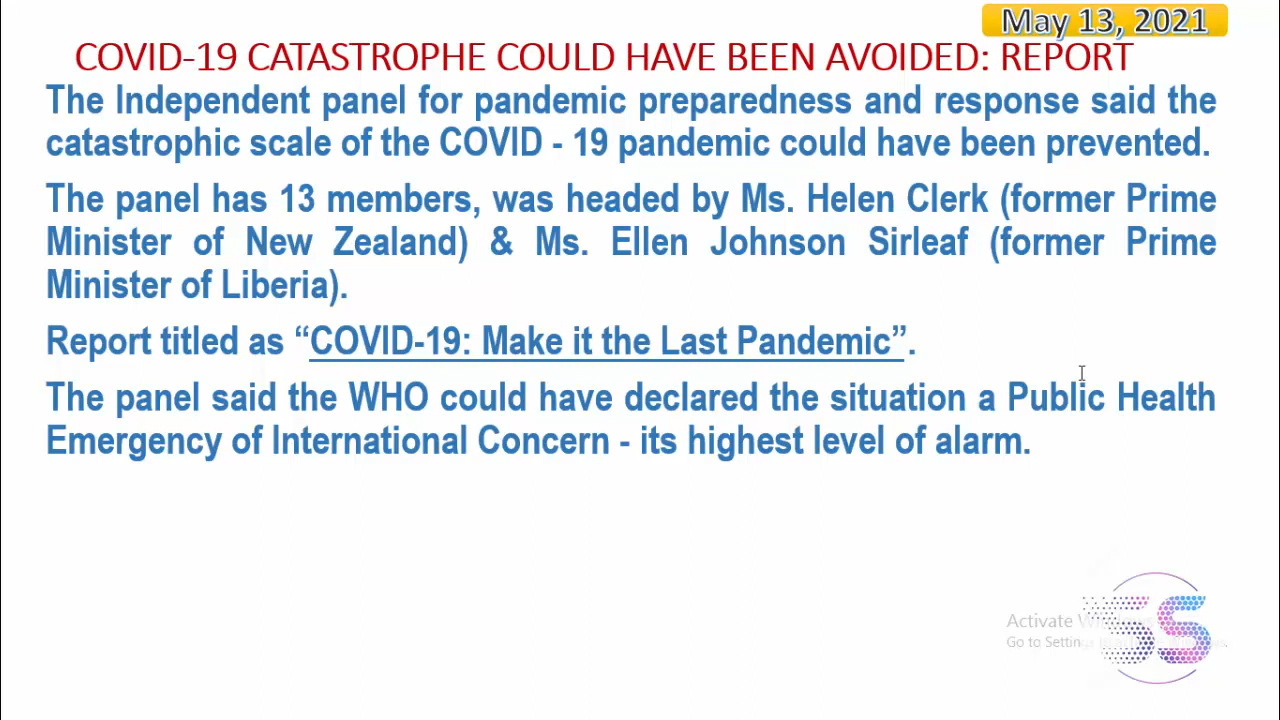 May 13, 2021
COVID-19 CATASTROPHE COULD HAVE BEEN AVOIDED: REPORT
The Independent panel for pandemic preparedness and response said the
catastrophic scale of the COVID - 19 pandemic could have been prevented.
The panel has 13 members, was headed by Ms. Helen Clerk (former Prime
Minister of New Zealand) & Ms. Ellen Johnson Sirleaf (former Prime
Minister of Liberia).
Report titled as “COVID-19: Make it the Last Pandemic”.
The panel said the WHO could have declared the situation a Public Health
Emergency of International Concern - its highest level of alarm.
Activate
Go to
SS